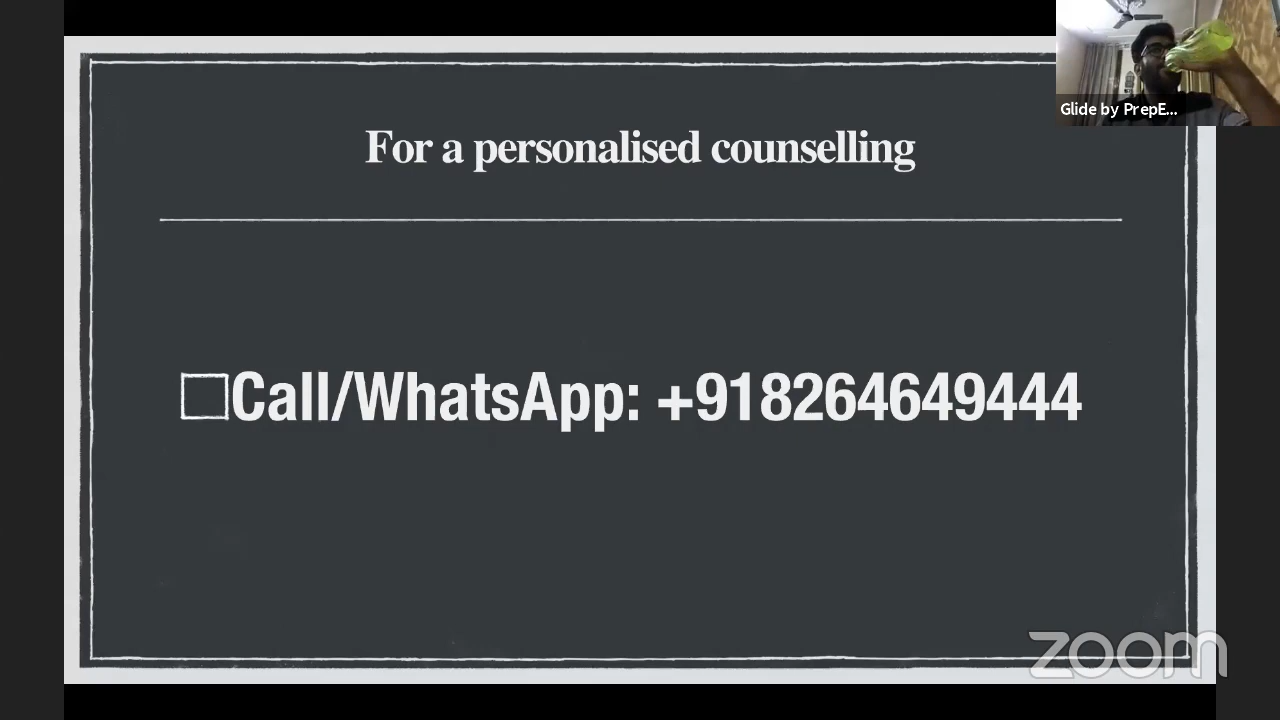 Glide by PrepE...
For a personalised counselling
Call/WhatsApp: +918264649444
zoom